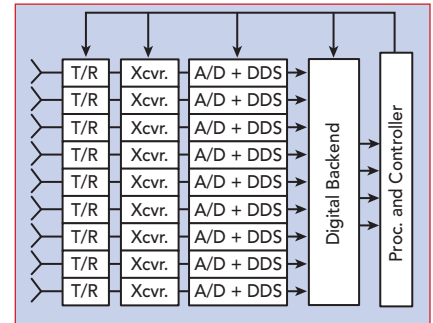 T/R Xcvr. A/D + DDS
T/R Xcvr. A/D + DDS
T/R Xcvr. A/D + DDS
T/R Xcvr. A/D + DDS
T/R Xcvr. A/D + DDS
T/R Xcvr. A/D + DDS
T/R Xcvr. A/D + DDS
T/R Xcvr. A/D + DDS
T/R Xcvr. A/D + DDS
Digital Backend
Proc. and Controller